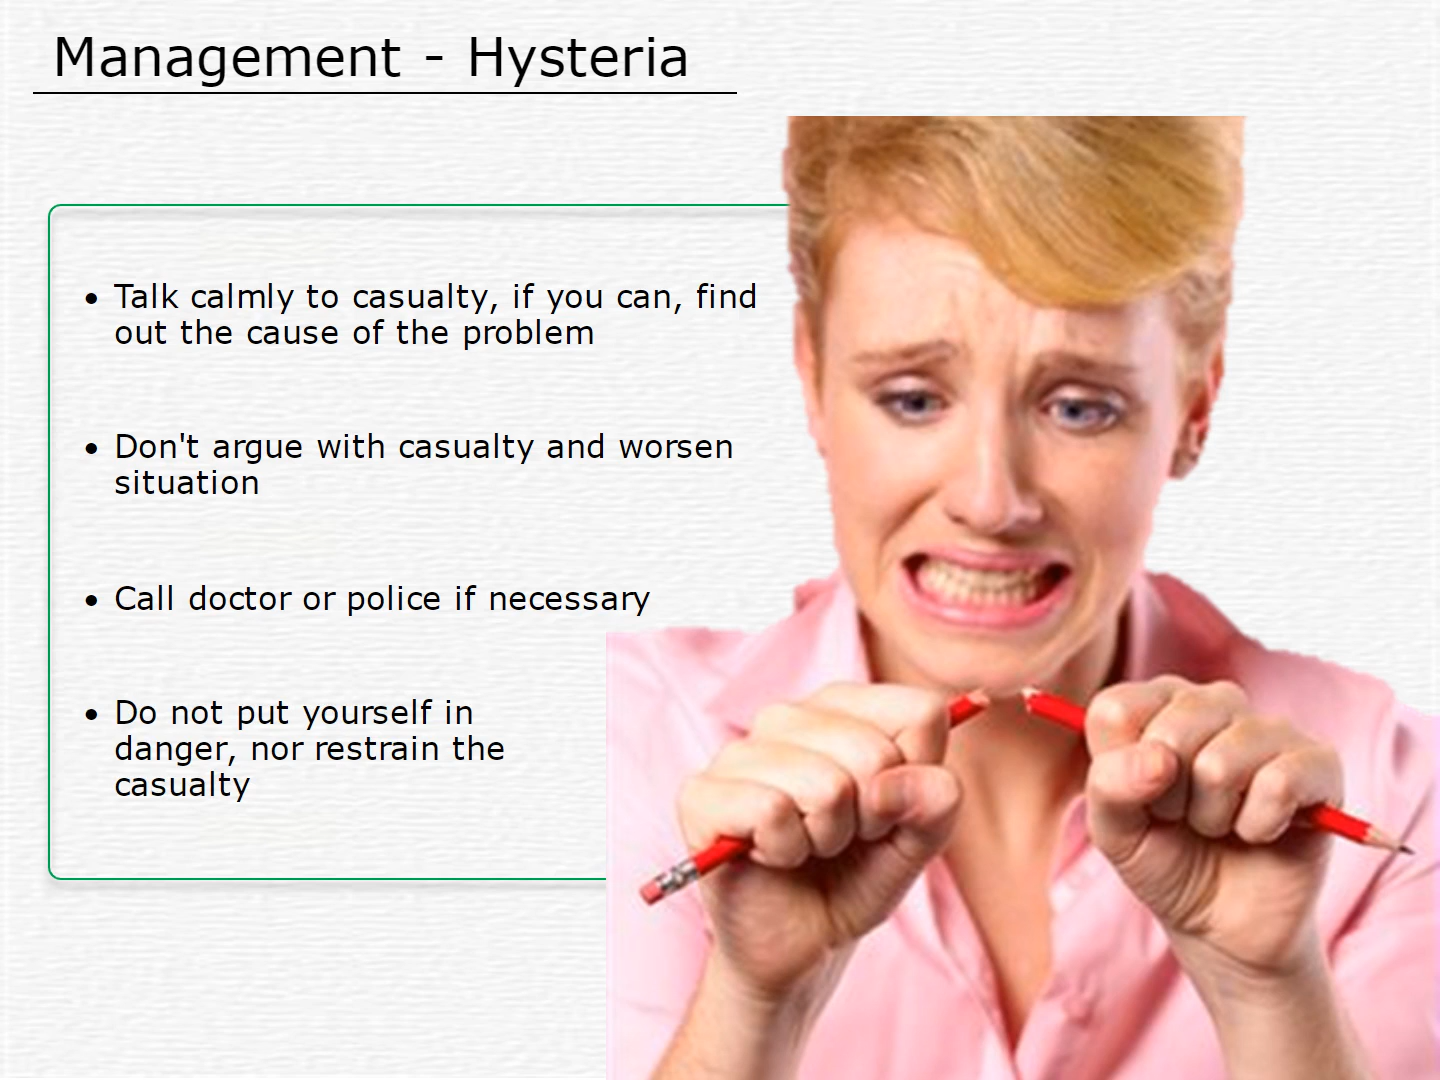 Management - Hysteria
• Talk calmly to casualty, if you can, find
out the cause of the problem
• Don't argue with casualty and worsen
situation
• Call doctor or police if necessary
• Do not put yourself in
danger, nor restrain the
casualty